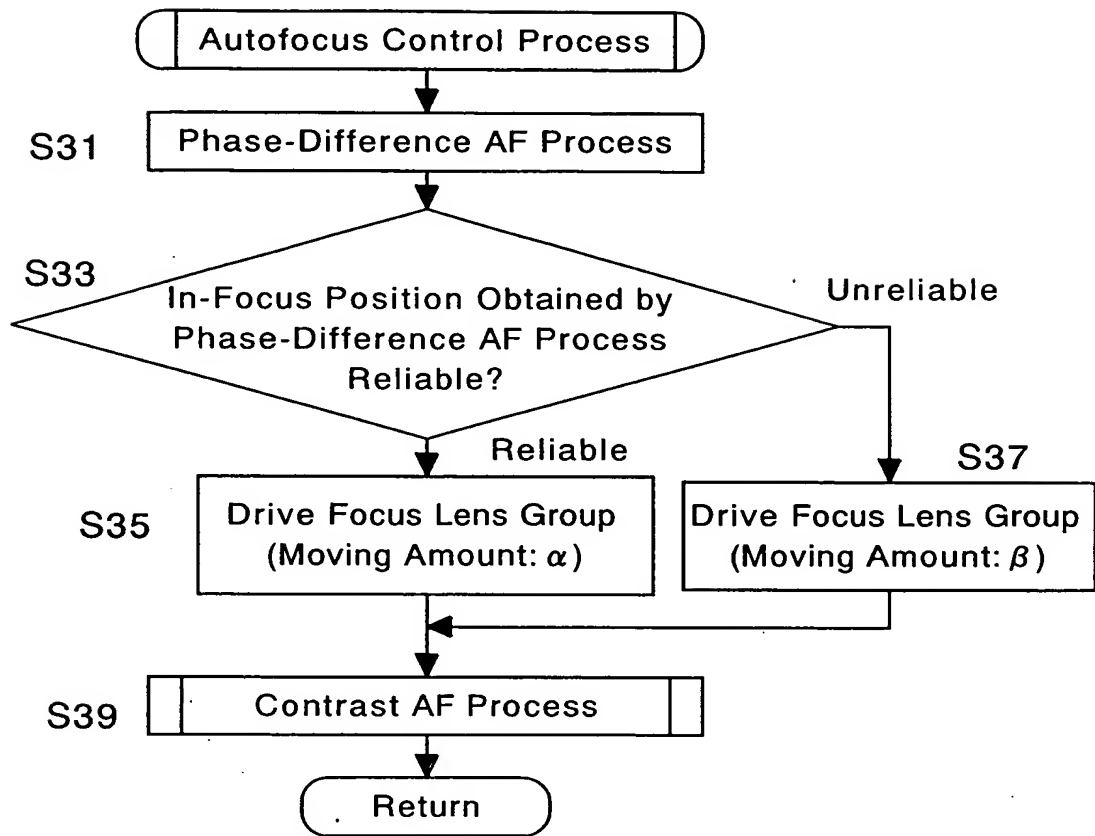 Autofocus Control Process
S31
Phase-Difference AF Process
S33
In-Focus Position Obtained by
Phase-Difference AF Process
Reliable?
Unreliable
Reliable
S35
Drive Focus Lens Group
(Moving Amount: α)
S37
Drive Focus Lens Group
(Moving Amount: β)
S39
Contrast AF Process
Return